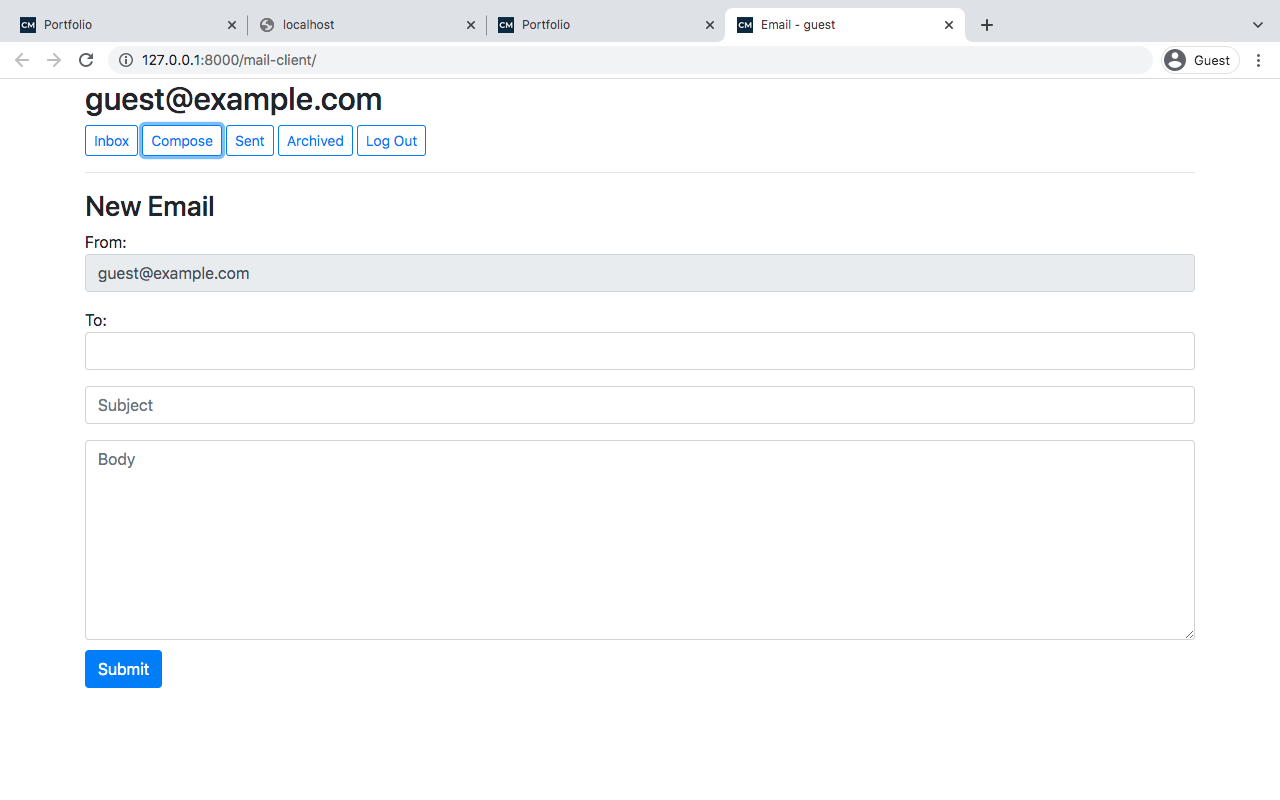 CM Portfolio localhost CM Portfolio CM Email - guest
127.0.0.1:8000/mail-client/ Guest
guest@example.com
Inbox Compose Sent Archived Log Out
New Email
From:
guest@example.com
To:
Subject
Body
Submit